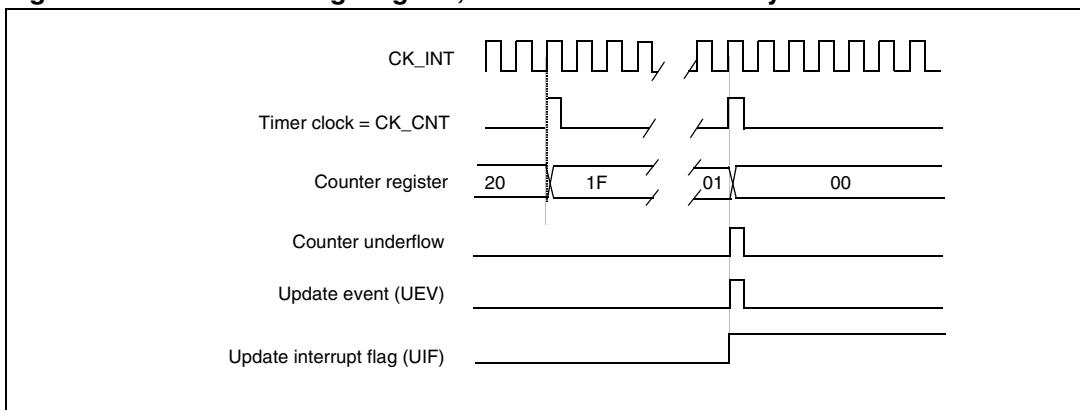 CK_INT
Timer clock = CK_CNT
Counter register 20 1F 01 00
Counter underflow
Update event (UEV)
Update interrupt flag (UIF)